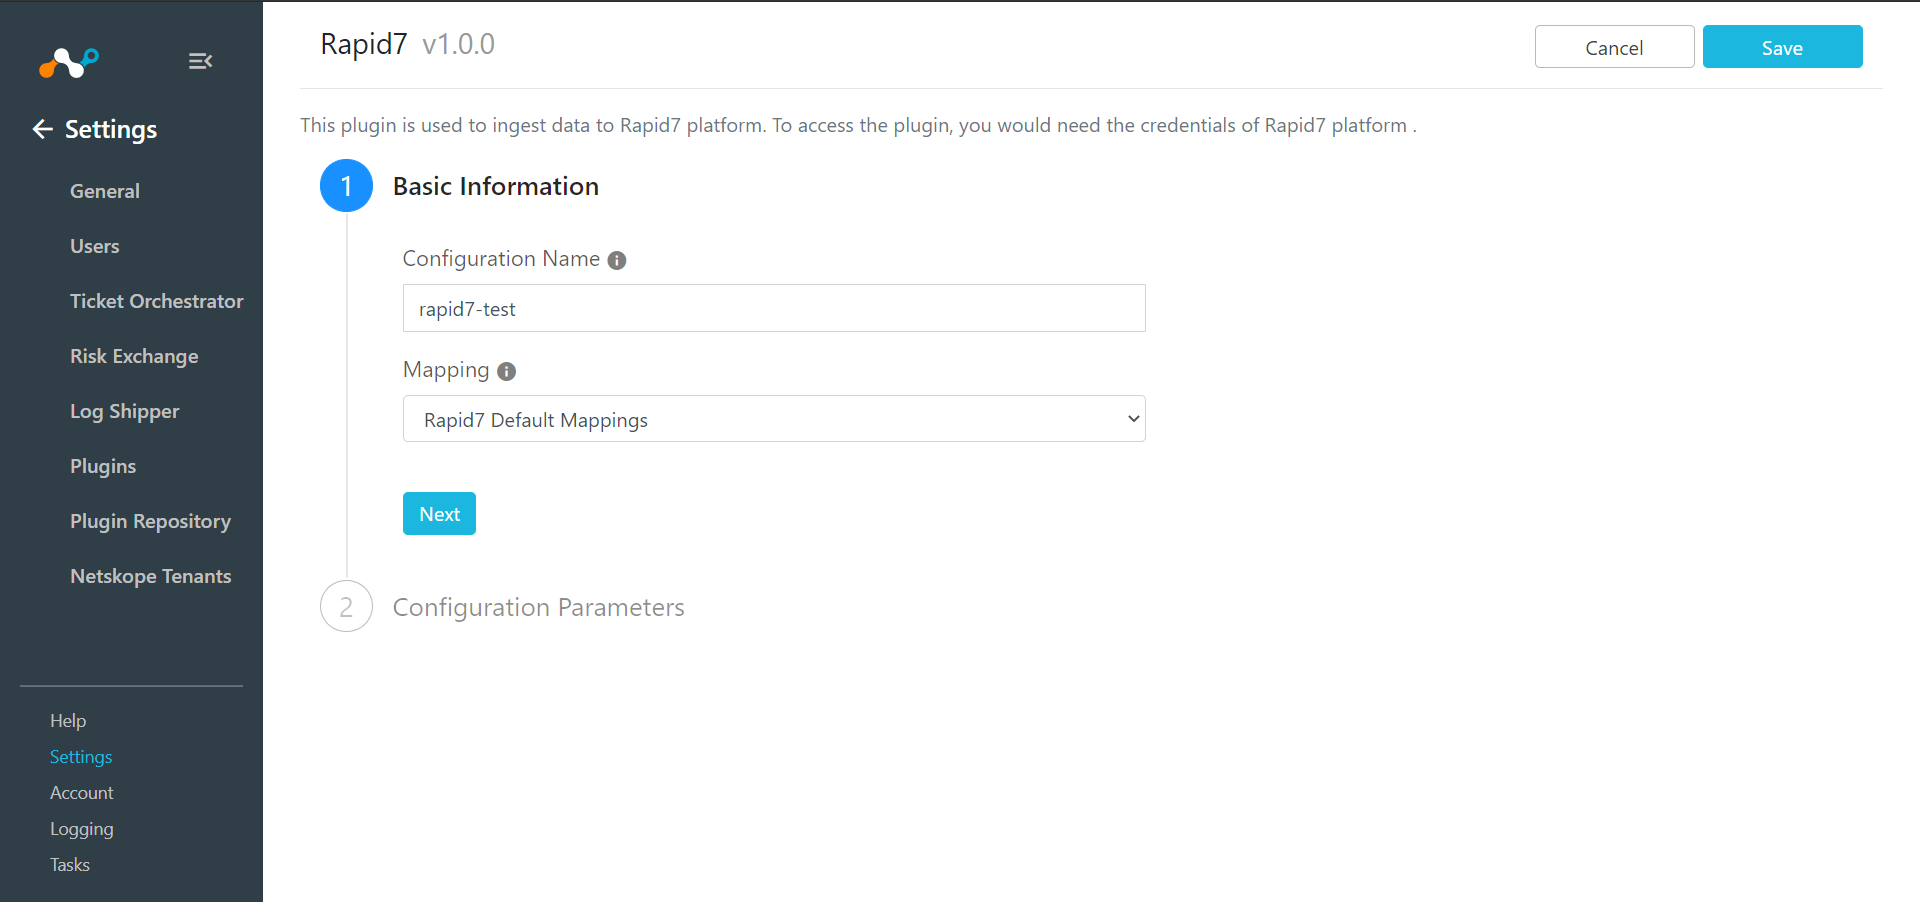 Settings
General
Users
Ticket Orchestrator
Risk Exchange
Log Shipper
Plugins
Plugin Repository
Netskope Tenants
Help
Settings
Account
Logging
Tasks
Rapid7 v1.0.0
Cancel
Save
This plugin is used to ingest data to Rapid7 platform. To access the plugin, you would need the credentials of Rapid7 platform .
1 Basic Information
Configuration Name
rapid7-test
Mapping
Rapid7 Default Mappings
Next
2 Configuration Parameters